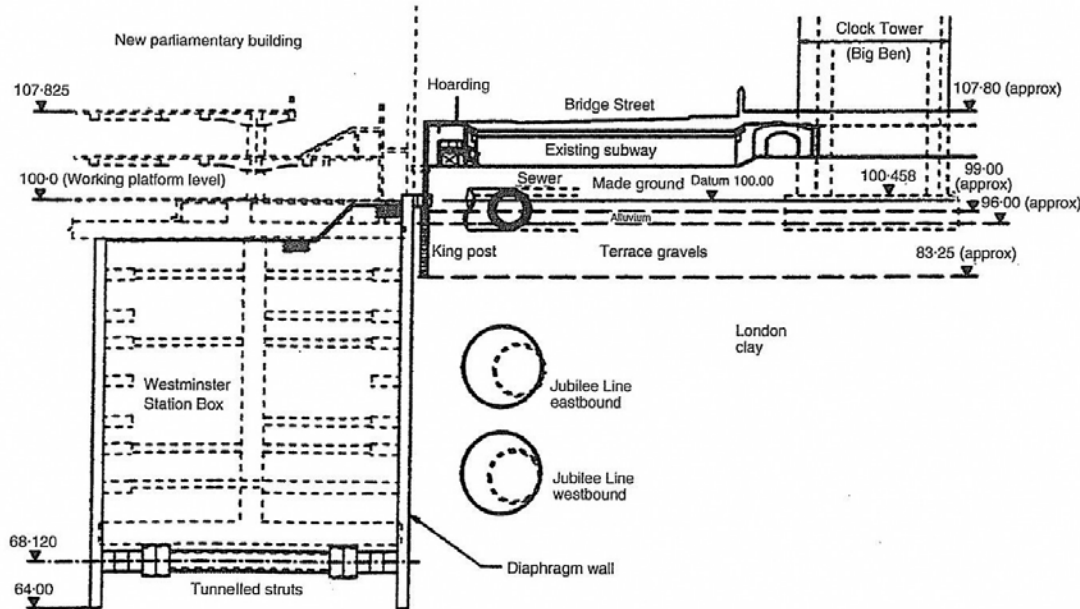 New parliamentary building
Clock Tower
(Big Ben)
107·825
Hoarding
Bridge Street
107·80 (approx)
Existing subway
100·0 (Working platform level)
Sewer
Made ground
Datum 100.00
100·458
99·00
(approx)
96·00 (approx)
Alluvium
King post
Terrace gravels
83·25 (approx)
London
clay
Westminster
Station Box
Jubilee Line
eastbound
Jubilee Line
westbound
68·120
Diaphragm wall
64·00
Tunnelled struts